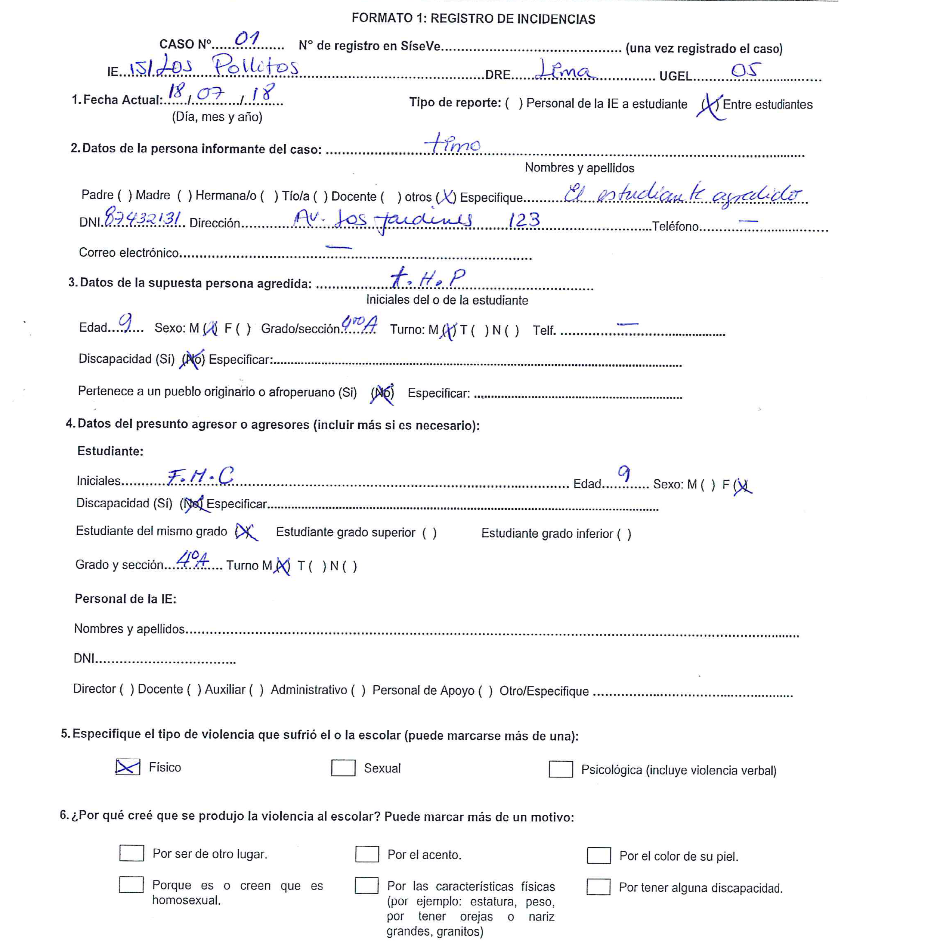 FORMATO 1: REGISTRO DE INCIDENCIAS
CASO Nº......01...... Nº de registro en SíseVe.......................................... (una vez registrado el caso)
IE...151 Los Pollitos.......................................... DRE......Lima...... UGEL......05......
1. Fecha Actual: 18 / 07 / 18 Tipo de reporte: ( ) Personal de la IE a estudiante (X) Entre estudiantes
(Día, mes y año)
2. Datos de la persona informante del caso: ..........timo..........
Nombres y apellidos
Padre ( ) Madre ( ) Hermana/o ( ) Tío/a ( ) Docente ( ) otros (X) Especifique......El estudiante agredido
DNI. 87432131. Dirección......Av. Los Jardines 123..........Teléfono......—......
Correo electrónico..........—..........
3. Datos de la supuesta persona agredida: ..........t.H.P..........
Iniciales del o de la estudiante
Edad...9.... Sexo: M (X) F ( ) Grado/sección 4to A Turno: M (X) T ( ) N ( ) Telf. ..........—..........
Discapacidad (Si) (No) Especificar:....................................................................
Pertenece a un pueblo originario o afroperuano (Si) (No) Especificar: ..............................
4. Datos del presunto agresor o agresores (incluir más si es necesario):
Estudiante:
Iniciales..........F.M.C.......... Edad...9...... Sexo: M ( ) F (X)
Discapacidad (Sí) (No) Especificar....................................................................
Estudiante del mismo grado (X) Estudiante grado superior ( ) Estudiante grado inferior ( )
Grado y sección....4º A..... Turno M (X) T ( ) N ( )
Personal de la IE:
Nombres y apellidos....................................................................
DNI..............................
Director ( ) Docente ( ) Auxiliar ( ) Administrativo ( ) Personal de Apoyo ( ) Otro/Especifique ..............................
5. Especifique el tipo de violencia que sufrió el o la escolar (puede marcarse más de una):
X Físico Sexual Psicológica (incluye violencia verbal)
6. ¿Por qué creé que se produjo la violencia al escolar? Puede marcar más de un motivo:
Por ser de otro lugar. Por el acento. Por el color de su piel.
Porque es o creen que es homosexual. Por las características físicas (por ejemplo: estatura, peso, por tener orejas o nariz grandes, granitos) Por tener alguna discapacidad.